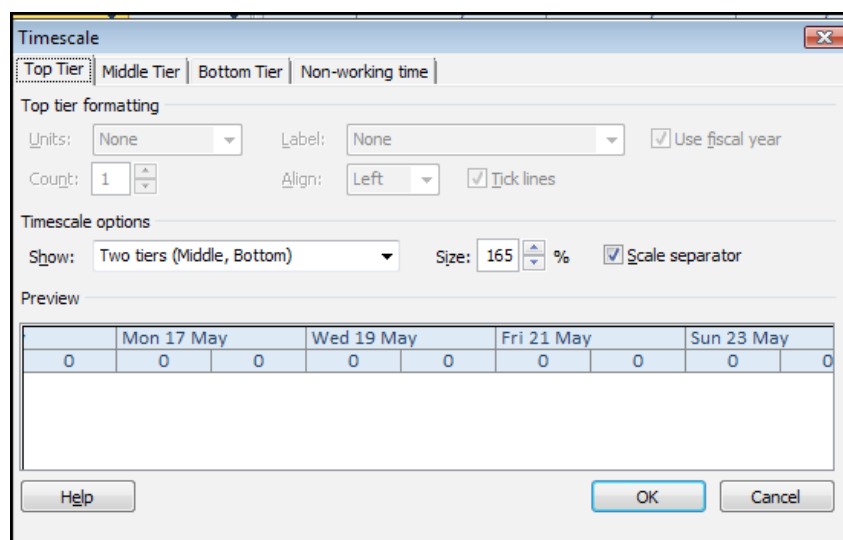 Timescale
Top Tier Middle Tier Bottom Tier Non-working time
Top tier formatting
Units: None Label: None Use fiscal year
Count: 1 Align: Left Tick lines
Timescale options
Show: Two tiers (Middle, Bottom) Size: 165 % Scale separator
Preview
Mon 17 May Wed 19 May Fri 21 May Sun 23 May
0 0 0 0 0 0 0 0 0
Help OK Cancel